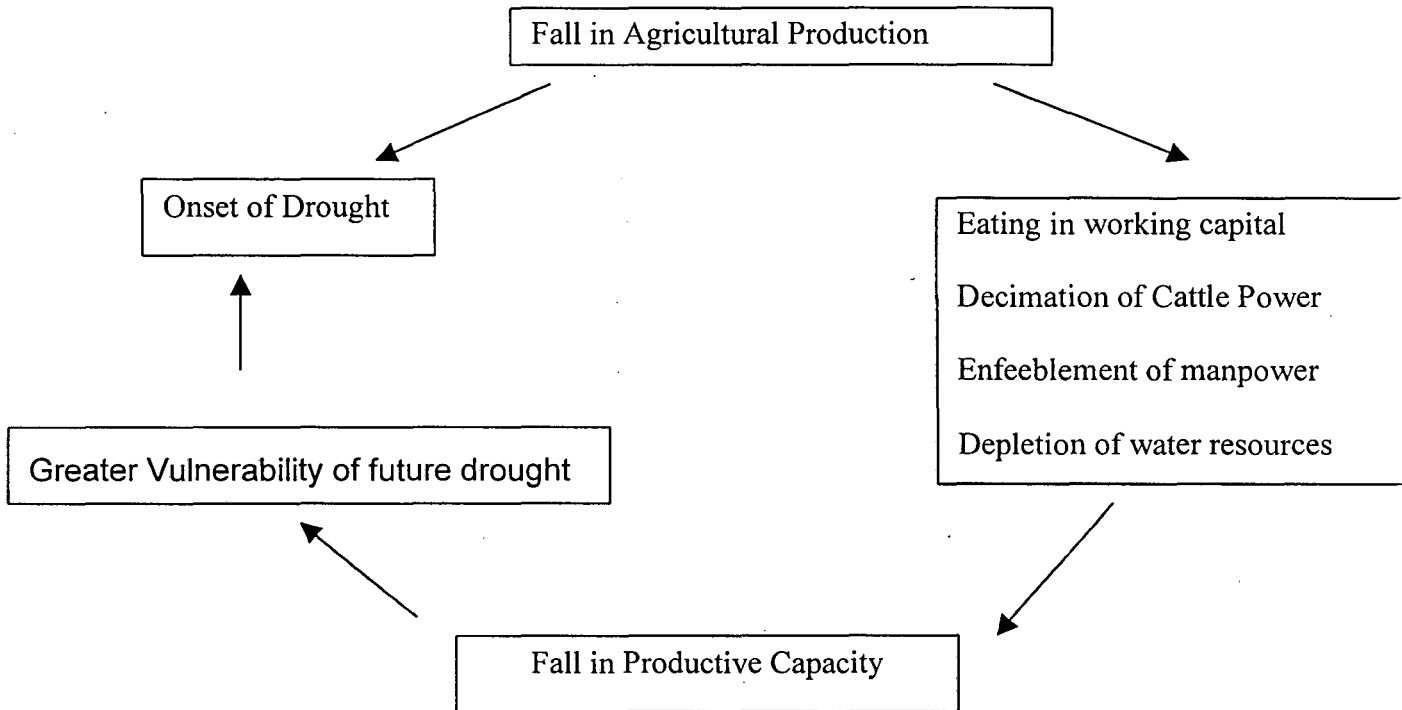 Fall in Agricultural Production
Onset of Drought
Eating in working capital
Decimation of Cattle Power
Enfeeblement of manpower
Depletion of water resources
Greater Vulnerability of future drought
Fall in Productive Capacity